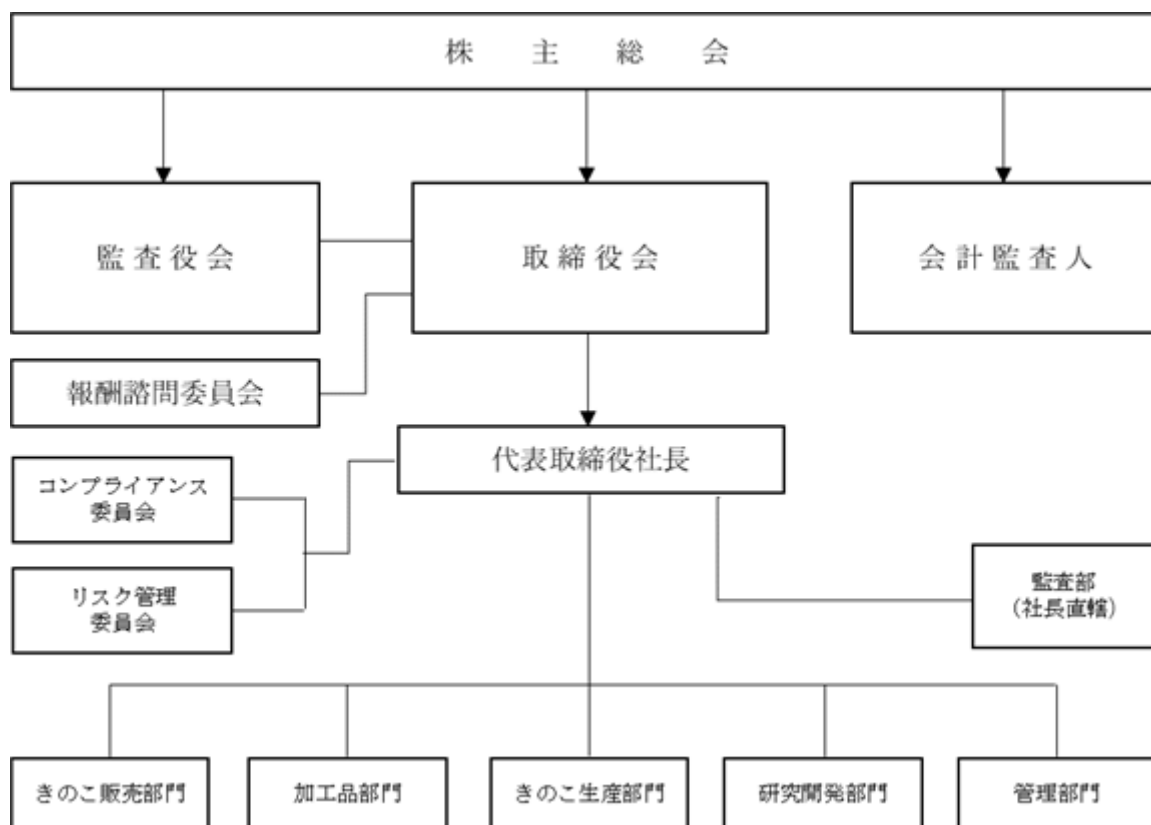 株主総会
監査役会
取締役会
会計監査人
報酬諮問委員会
代表取締役社長
コンプライアンス
委員会
リスク管理
委員会
監査部
（社長直轄）
きのこ販売部門
加工品部門
きのこ生産部門
研究開発部門
管理部門